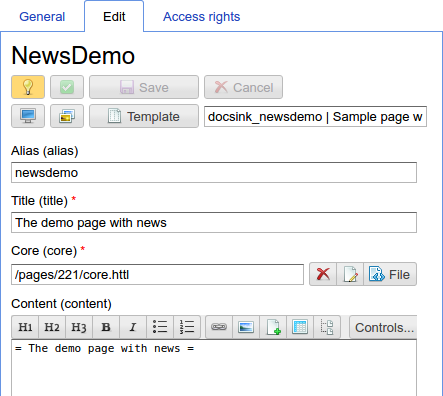 General Edit Access rights
NewsDemo
Save Cancel
Template docsink_newsdemo | Sample page w
Alias (alias)
newsdemo
Title (title) *
The demo page with news
Core (core) *
/pages/221/core.httl File
Content (content)
H1 H2 H3 B I Controls...
= The demo page with news =